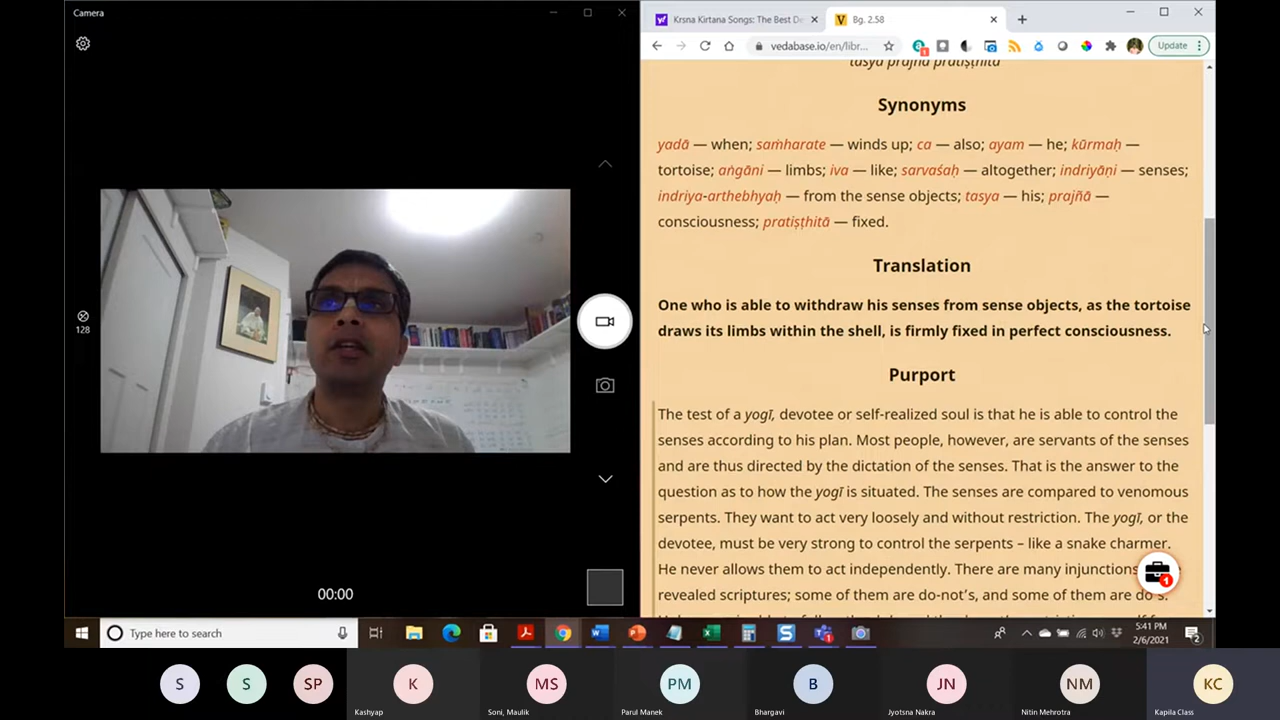 Camera
128
00:00
Krsna Kirtana Songs: The Best De
Bg. 2.58
vedabase.io/en/libr...
1
Update
tasya prajñā pratiṣṭhitā
Synonyms
yadā — when; saṁharate — winds up; ca — also; ayam — he; kūrmaḥ —
tortoise; aṅgāni — limbs; iva — like; sarvaśaḥ — altogether; indriyāṇi — senses;
indriya-arthebhyaḥ — from the sense objects; tasya — his; prajñā —
consciousness; pratiṣṭhitā — fixed.
Translation
One who is able to withdraw his senses from sense objects, as the tortoise
draws its limbs within the shell, is firmly fixed in perfect consciousness.
Purport
The test of a yogī, devotee or self-realized soul is that he is able to control the
senses according to his plan. Most people, however, are servants of the senses
and are thus directed by the dictation of the senses. That is the answer to the
question as to how the yogī is situated. The senses are compared to venomous
serpents. They want to act very loosely and without restriction. The yogī, or the
devotee, must be very strong to control the serpents – like a snake charmer.
He never allows them to act independently. There are many injunctions
revealed scriptures; some of them are do-not's, and some of them are do's.
1
Type here to search
5:41 PM
2/6/2021
2
S
S
SP
K
MS
PM
B
JN
NM
KC
Kashyap
Soni, Maulik
Parul Manek
Bhargavi
Jyotsna Nakra
Nitin Mehrotra
Kapila Class